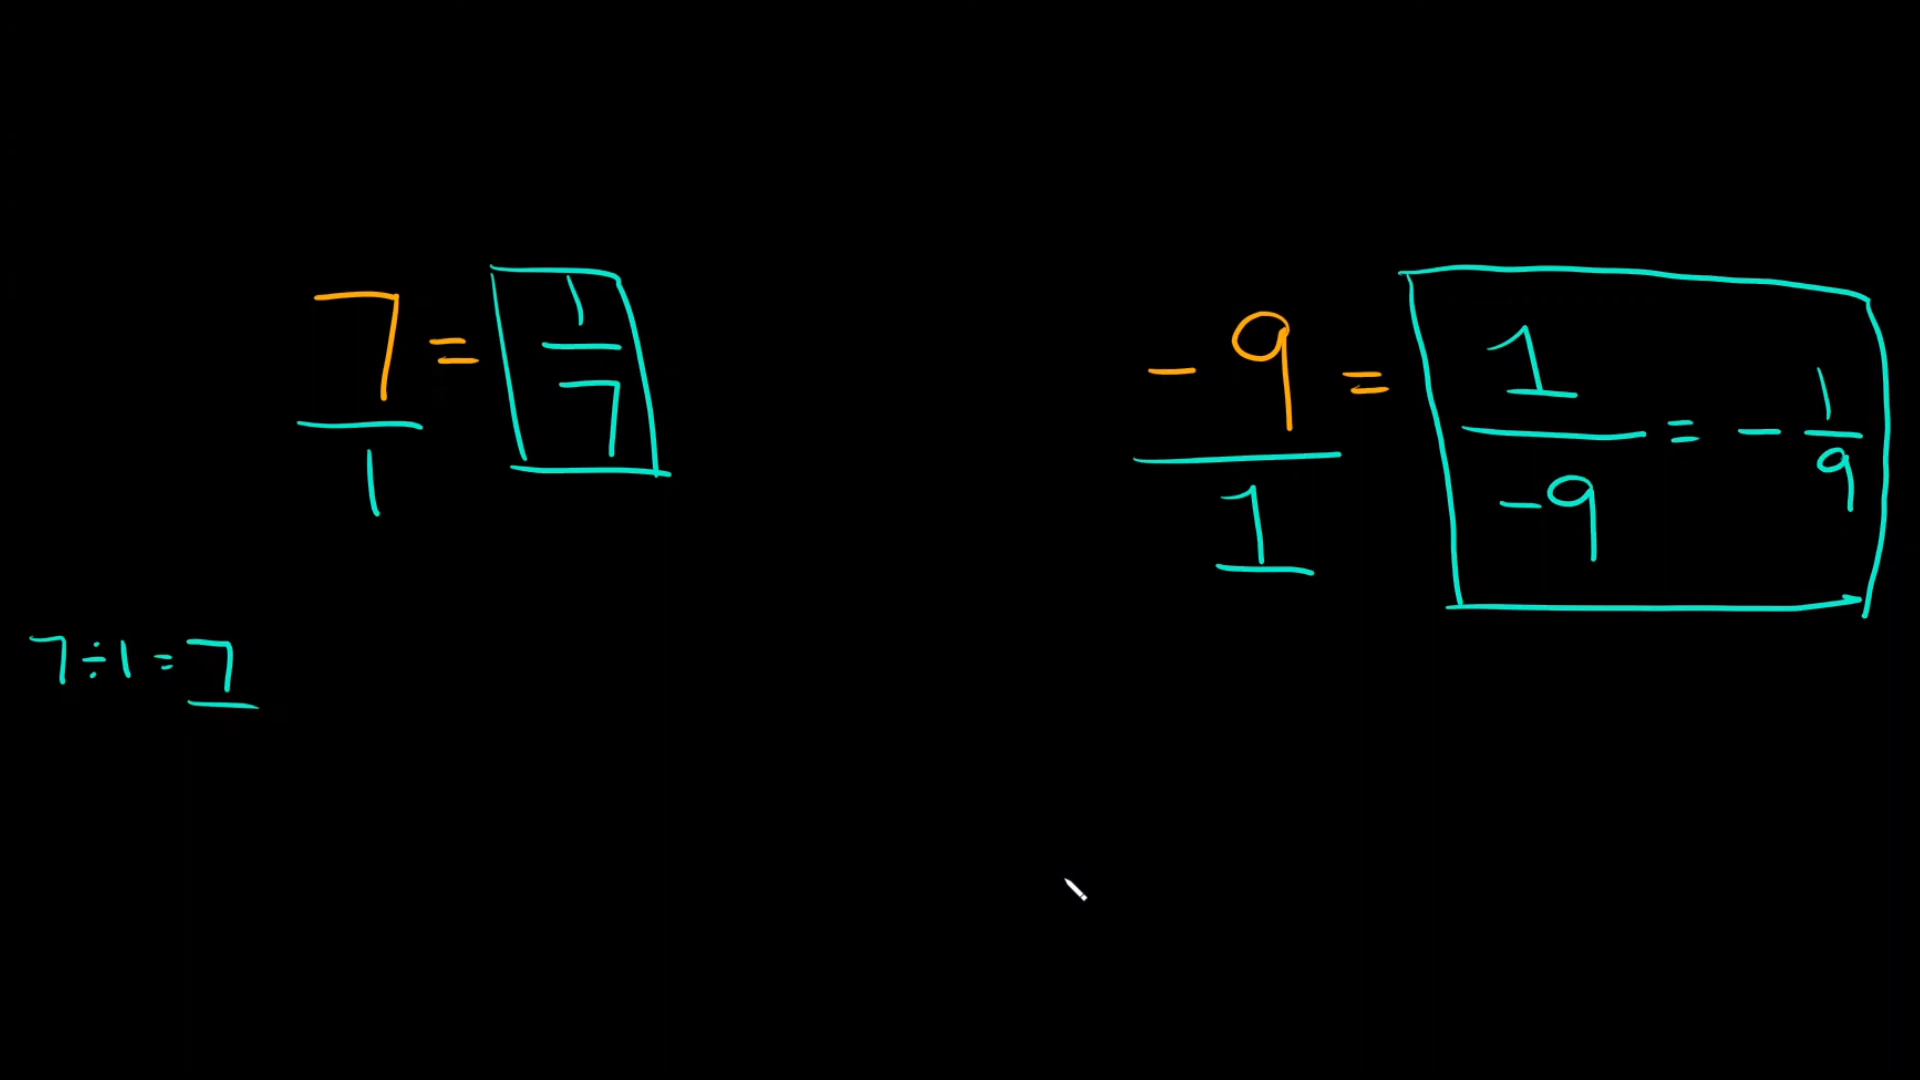 7/1 = 1/7
-9/1 = 1/-9 = -1/9
7÷1=7